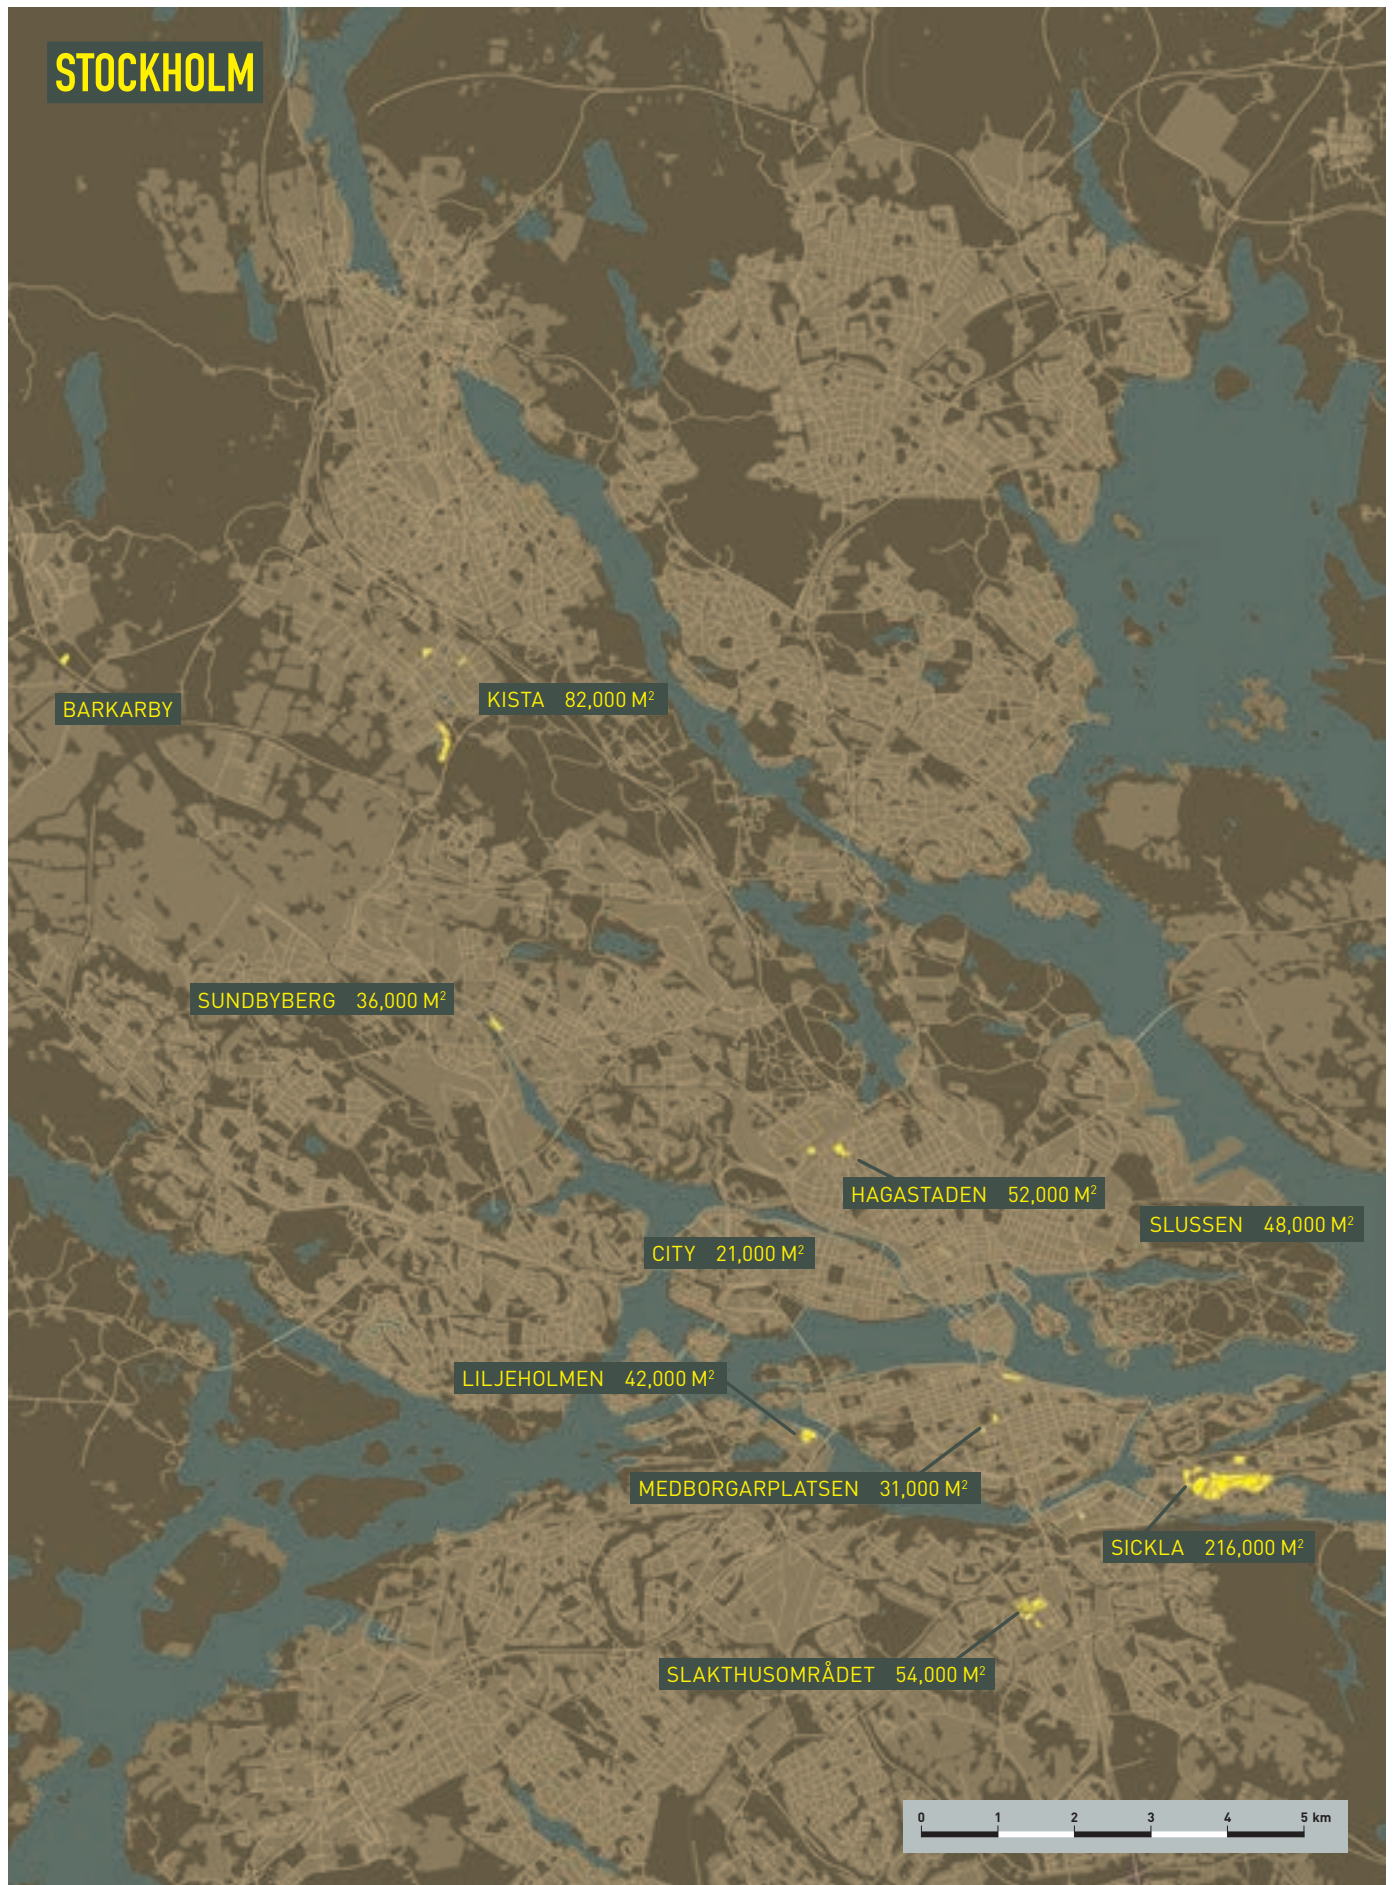 STOCKHOLM
KISTA 82,000 M²
BARKARBY
SUNDBYBERG 36,000 M²
HAGASTADEN 52,000 M²
SLUSSEN 48,000 M²
CITY 21,000 M²
LILJEHOLMEN 42,000 M²
MEDBORGARPLATSEN 31,000 M²
SICKLA 216,000 M²
SLAKTHUSOMRÅDET 54,000 M²
0 1 2 3 4 5 km